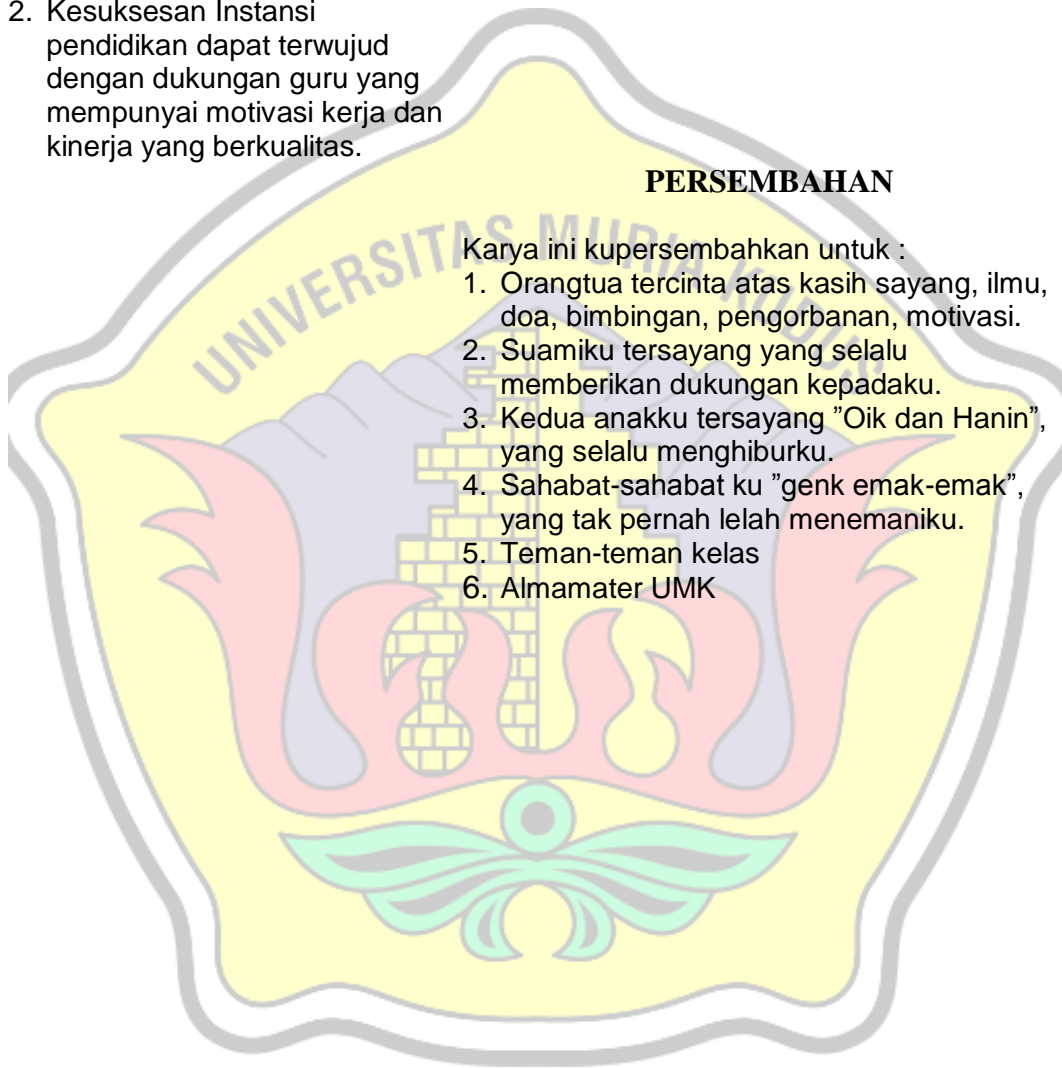 2. Kesuksesan Instansi
pendidikan dapat terwujud
dengan dukungan guru yang
mempunyai motivasi kerja dan
kinerja yang berkualitas.
PERSEMBAHAN
UNIVERSITAS MURIA KUDUS
Karya ini kupersembahkan untuk :
1. Orangtua tercinta atas kasih sayang, ilmu,
doa, bimbingan, pengorbanan, motivasi.
2. Suamiku tersayang yang selalu
memberikan dukungan kepadaku.
3. Kedua anakku tersayang ”Oik dan Hanin”,
yang selalu menghiburku.
4. Sahabat-sahabat ku ”genk emak-emak”,
yang tak pernah lelah menemaniku.
5. Teman-teman kelas
6. Almamater UMK